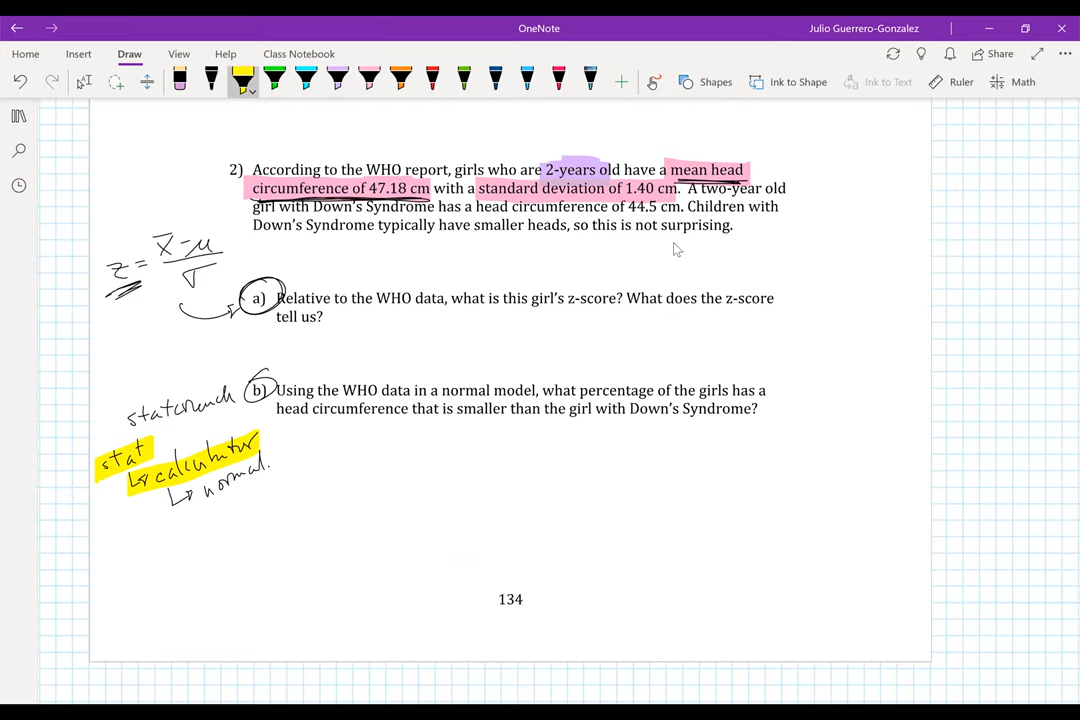 OneNote
Julio Guerrero-Gonzalez
Home Insert Draw View Help Class Notebook
Share
Shapes
Ink to Shape
Ink to Text
Ruler
Math
2) According to the WHO report, girls who are 2-years old have a mean head
circumference of 47.18 cm with a standard deviation of 1.40 cm. A two-year old
girl with Down's Syndrome has a head circumference of 44.5 cm. Children with
Down's Syndrome typically have smaller heads, so this is not surprising.
z = x̄ - μ / σ
a) Relative to the WHO data, what is this girl's z-score? What does the z-score
tell us?
b) Using the WHO data in a normal model, what percentage of the girls has a
head circumference that is smaller than the girl with Down's Syndrome?
statcrunch
stat
↳ calculator
↳ normal.
134